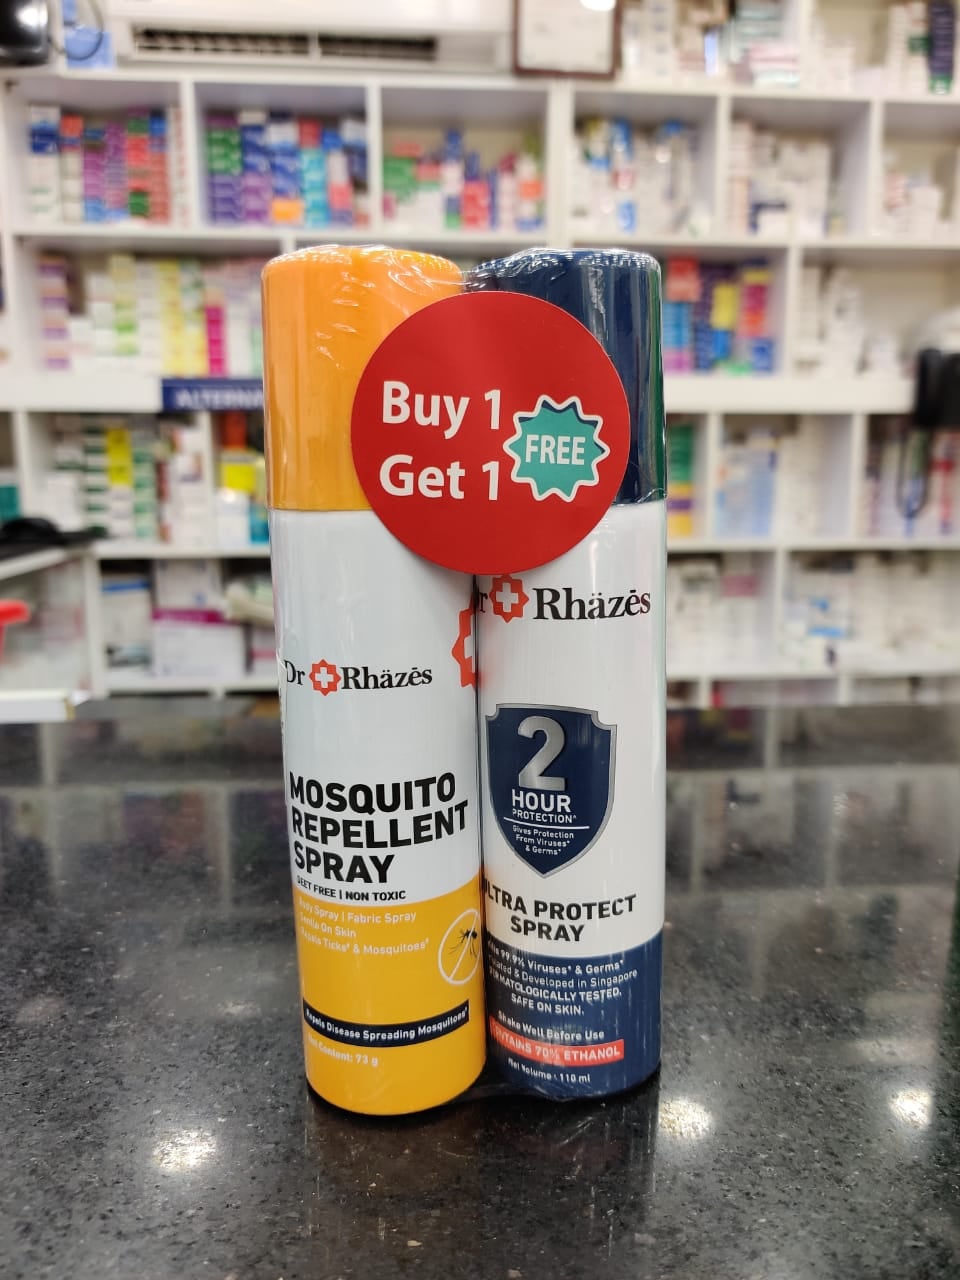 Buy 1
Get 1
FREE
Dr Rhäzēs
MOSQUITO
REPELLENT
SPRAY
DEET FREE | NON TOXIC
Body Spray | Fabric Spray
Gentle On Skin
Repels Ticks* & Mosquitoes*
Repels Disease Spreading Mosquitoes*
Net Content: 73 g
r Rhäzēs
2
HOUR
PROTECTION^
Gives Protection
From Viruses*
& Germs*
ULTRA PROTECT
SPRAY
Kills 99.9% Viruses* & Germs*
& Developed in Singapore
DERMATOLOGICALLY TESTED.
SAFE ON SKIN.
Shake Well Before Use
CONTAINS 70% ETHANOL
Net Volume : 110 ml
ALTERNA